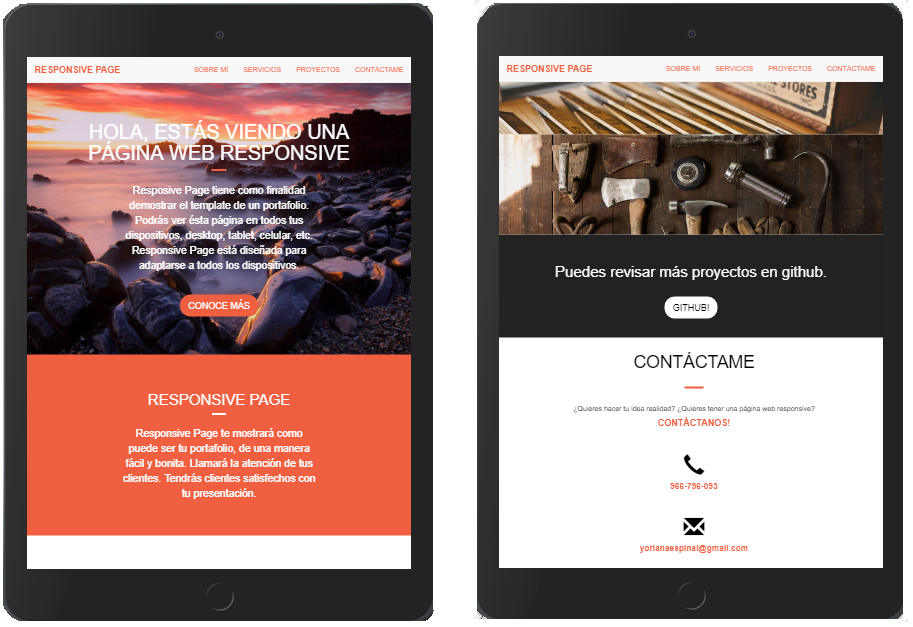 RESPONSIVE PAGE SOBRE MÍ SERVICIOS PROYECTOS CONTÁCTAME
HOLA, ESTÁS VIENDO UNA
PÁGINA WEB RESPONSIVE
Resposive Page tiene como finalidad
demostrar el template de un portafolio.
Podrás ver ésta página en todos tus
dispositivos, desktop, tablet, celular, etc.
Responsive Page está diseñada para
adaptarse a todos los dispositivos.
CONOCE MÁS
RESPONSIVE PAGE
Responsive Page te mostrará como
puede ser tu portafolio, de una manera
fácil y bonita. Llamará la atención de tus
clientes. Tendrás clientes satisfechos con
tu presentación.
RESPONSIVE PAGE SOBRE MÍ SERVICIOS PROYECTOS CONTÁCTAME
STORES
INC.
Puedes revisar más proyectos en github.
GITHUB!
CONTÁCTAME
¿Quieres hacer tu idea realidad? ¿Quieres tener una página web responsive?
CONTÁCTANOS!
966-796-093
yorlanaespinal@gmail.com